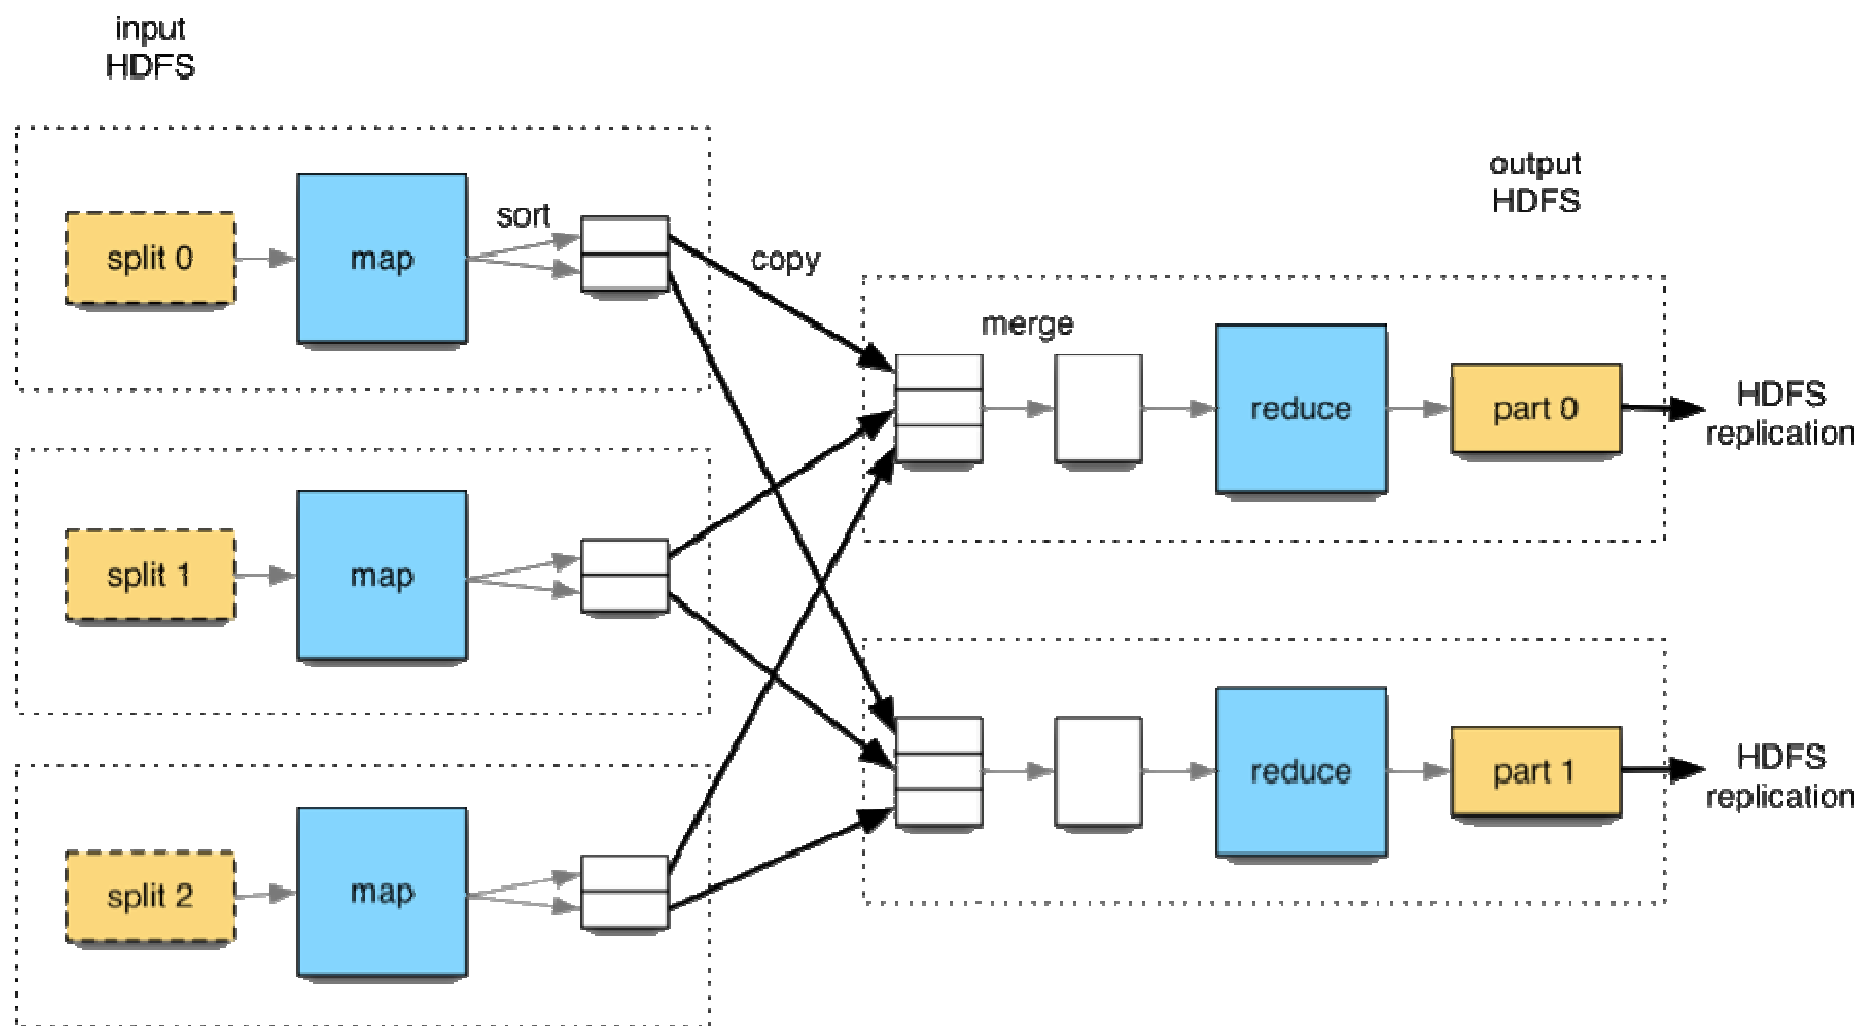 input
HDFS
output
HDFS
split 0
map
sort
copy
merge
reduce
part 0
HDFS
replication
split 1
map
split 2
map
reduce
part 1
HDFS
replication